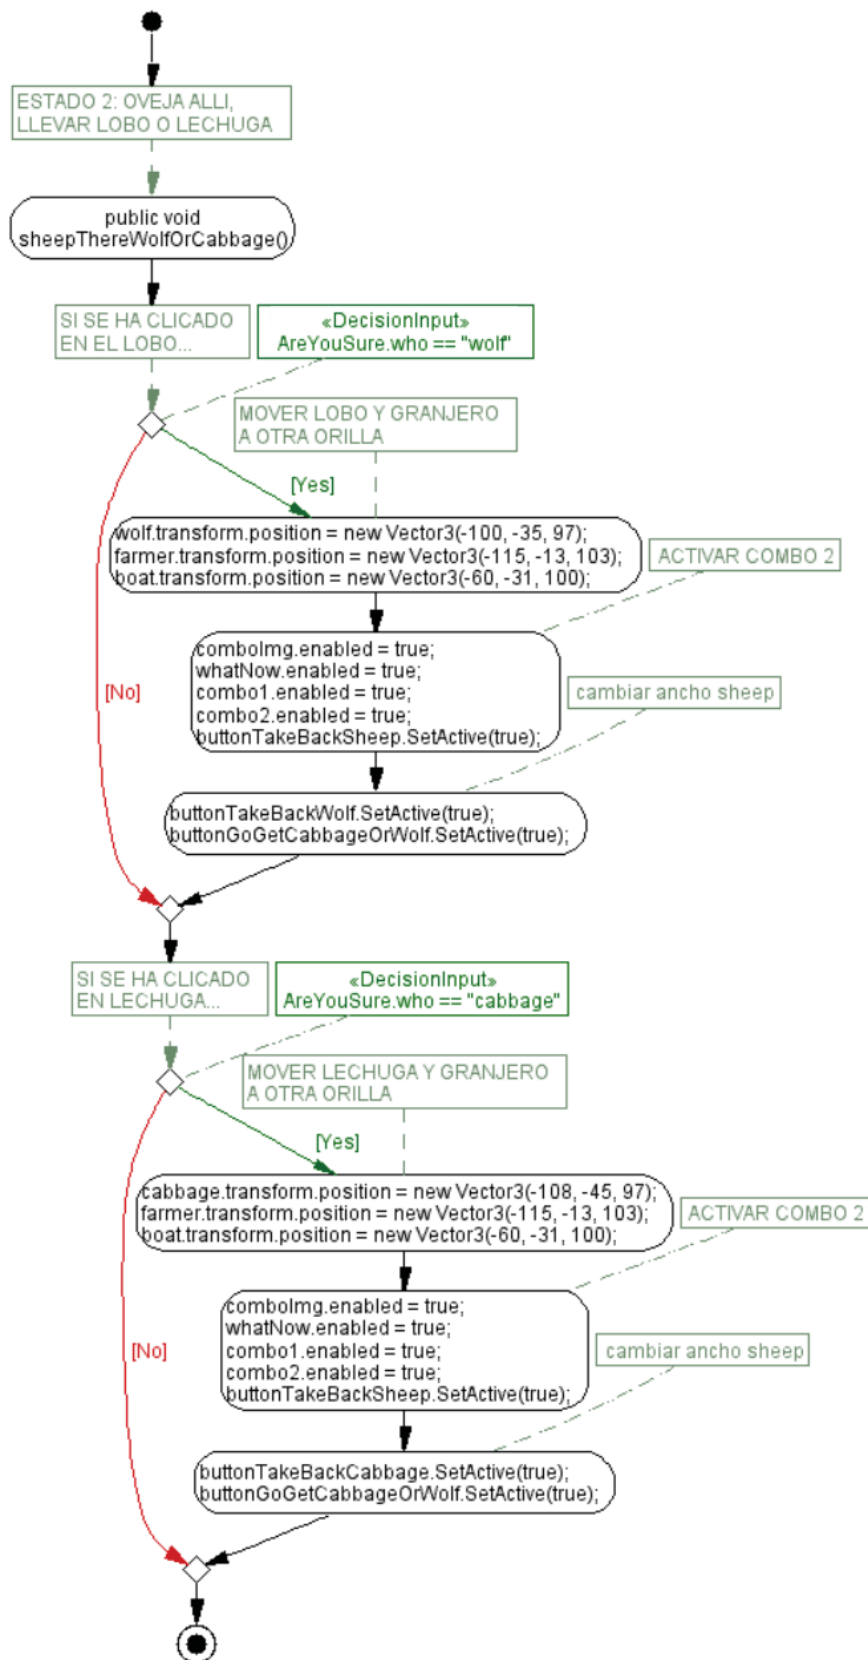 ESTADO 2: OVEJA ALLI,
LLEVAR LOBO O LECHUGA
public void
sheepThereWolfOrCabbage()
SI SE HA CLICADO
EN EL LOBO...
«DecisionInput»
AreYouSure.who == "wolf"
MOVER LOBO Y GRANJERO
A OTRA ORILLA
[Yes]
wolf.transform.position = new Vector3(-100, -35, 97);
farmer.transform.position = new Vector3(-115, -13, 103);
boat.transform.position = new Vector3(-60, -31, 100);
ACTIVAR COMBO 2
comboImg.enabled = true;
whatNow.enabled = true;
combo1.enabled = true;
combo2.enabled = true;
buttonTakeBackSheep.SetActive(true);
[No]
cambiar ancho sheep
buttonTakeBackWolf.SetActive(true);
buttonGoGetCabbageOrWolf.SetActive(true);
SI SE HA CLICADO
EN LECHUGA...
«DecisionInput»
AreYouSure.who == "cabbage"
MOVER LECHUGA Y GRANJERO
A OTRA ORILLA
[Yes]
cabbage.transform.position = new Vector3(-108, -45, 97);
farmer.transform.position = new Vector3(-115, -13, 103);
boat.transform.position = new Vector3(-60, -31, 100);
ACTIVAR COMBO 2
comboImg.enabled = true;
whatNow.enabled = true;
combo1.enabled = true;
combo2.enabled = true;
buttonTakeBackSheep.SetActive(true);
[No]
cambiar ancho sheep
buttonTakeBackCabbage.SetActive(true);
buttonGoGetCabbageOrWolf.SetActive(true);